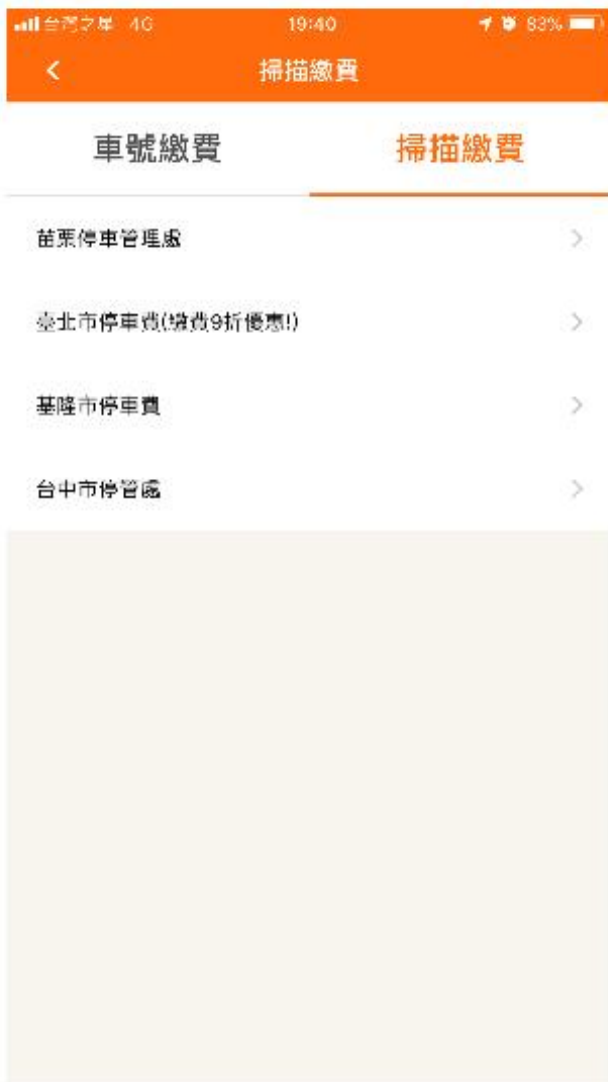 台灣之星 4G 19:40 83%
掃描繳費
車號繳費 掃描繳費
苗栗停車管理處
臺北市停車費(繳費9折優惠!)
基隆市停車費
台中市停管處